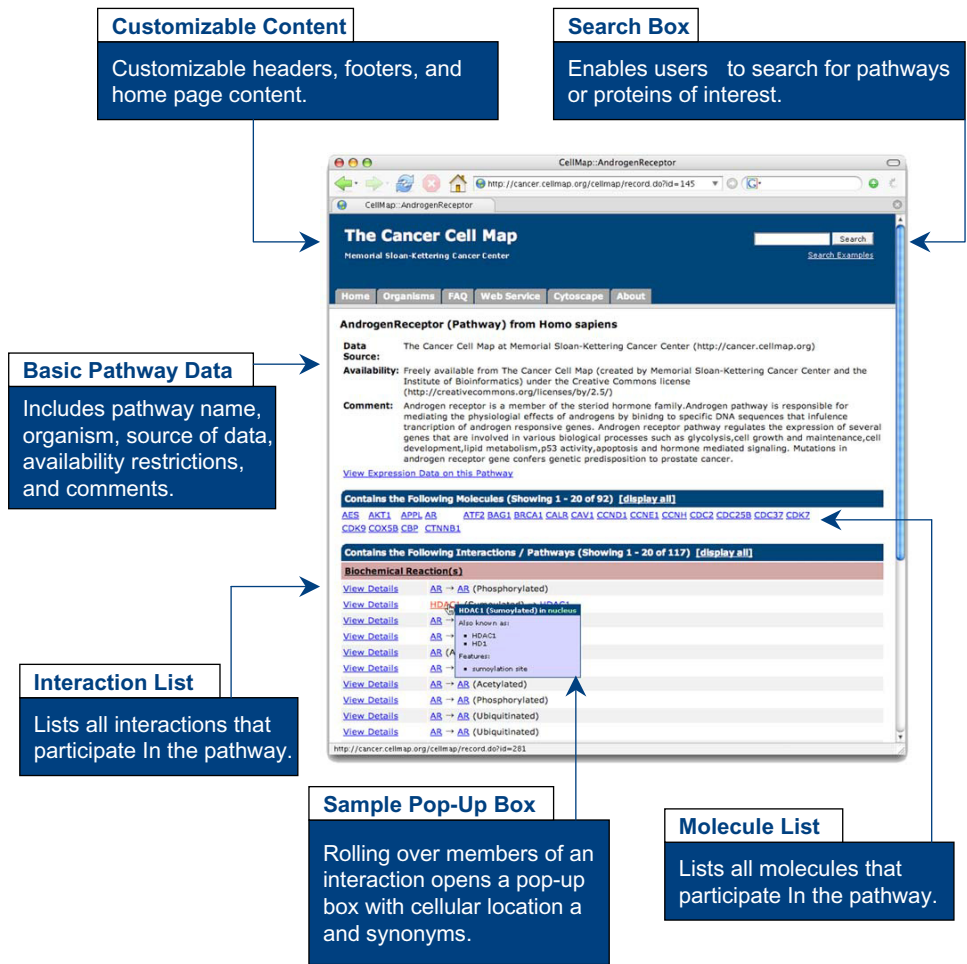 Customizable Content
Customizable headers, footers, and
home page content.
Search Box
Enables users to search for pathways
or proteins of interest.
CellMap::AndrogenReceptor
http://cancer.cellmap.org/cellmap/record.do?id=145
CellMap::AndrogenReceptor
The Cancer Cell Map
Memorial Sloan-Kettering Cancer Center
Search
Search Examples
Home Organisms FAQ Web Service Cytoscape About
AndrogenReceptor (Pathway) from Homo sapiens
Data Source: The Cancer Cell Map at Memorial Sloan-Kettering Cancer Center (http://cancer.cellmap.org)
Availability: Freely available from The Cancer Cell Map (created by Memorial Sloan-Kettering Cancer Center and the
Institute of Bioinformatics) under the Creative Commons license
(http://creativecommons.org/licenses/by/2.5/)
Comment: Androgen receptor is a member of the steriod hormone family.Androgen pathway is responsible for
mediating the physiologial effects of androgens by binidng to specific DNA sequences that infulence
trancription of androgen responsive genes. Androgen receptor pathway regulates the expression of several
genes that are involved in various biological processes such as glycolysis,cell growth and maintenance,cell
development,lipid metabolism,p53 activity,apoptosis and hormone mediated signaling. Mutations in
androgen receptor gene confers genetic predisposition to prostate cancer.
View Expression Data on this Pathway
Contains the Following Molecules (Showing 1 - 20 of 92) [display all]
AES AKT1 APPL AR ATF2 BAG1 BRCA1 CALR CAV1 CCND1 CCNE1 CCNH CDC2 CDC25B CDC37 CDK7
CDK9 COX5B CBP CTNNB1
Contains the Following Interactions / Pathways (Showing 1 - 20 of 117) [display all]
Biochemical Reaction(s)
View Details AR → AR (Phosphorylated)
View Details HDAC1 (Sumoylated) → HDAC1
View Details AR →
View Details AR →
View Details AR (A
View Details AR →
View Details AR → AR (Acetylated)
View Details AR → AR (Phosphorylated)
View Details AR → AR (Ubiquitinated)
View Details AR → AR (Ubiquitinated)
HDAC1 (Sumoylated) in nucleus
Also known as:
• HDAC1
• HD1
Features:
• sumoylation site
http://cancer.cellmap.org/cellmap/record.do?id=281
Basic Pathway Data
Includes pathway name,
organism, source of data,
availability restrictions,
and comments.
Interaction List
Lists all interactions that
participate In the pathway.
Sample Pop-Up Box
Rolling over members of an
interaction opens a pop-up
box with cellular location a
and synonyms.
Molecule List
Lists all molecules that
participate In the pathway.